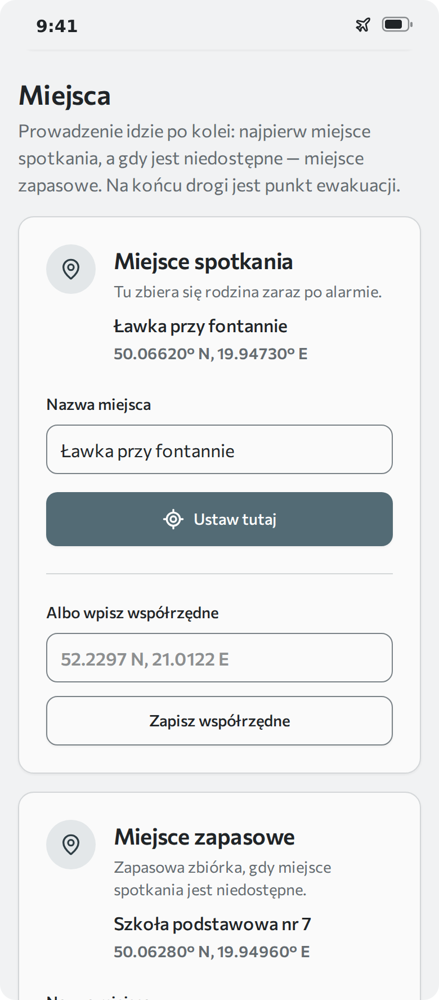 9:41
Miejsca
Prowadzenie idzie po kolei: najpierw miejsce
spotkania, a gdy jest niedostępne — miejsce
zapasowe. Na końcu drogi jest punkt ewakuacji.
Miejsce spotkania
Tu zbiera się rodzina zaraz po alarmie.
Ławka przy fontannie
50.06620° N, 19.94730° E
Nazwa miejsca
Ławka przy fontannie
Ustaw tutaj
Albo wpisz współrzędne
52.2297 N, 21.0122 E
Zapisz współrzędne
Miejsce zapasowe
Zapasowa zbiórka, gdy miejsce
spotkania jest niedostępne.
Szkoła podstawowa nr 7
50.06280° N, 19.94960° E